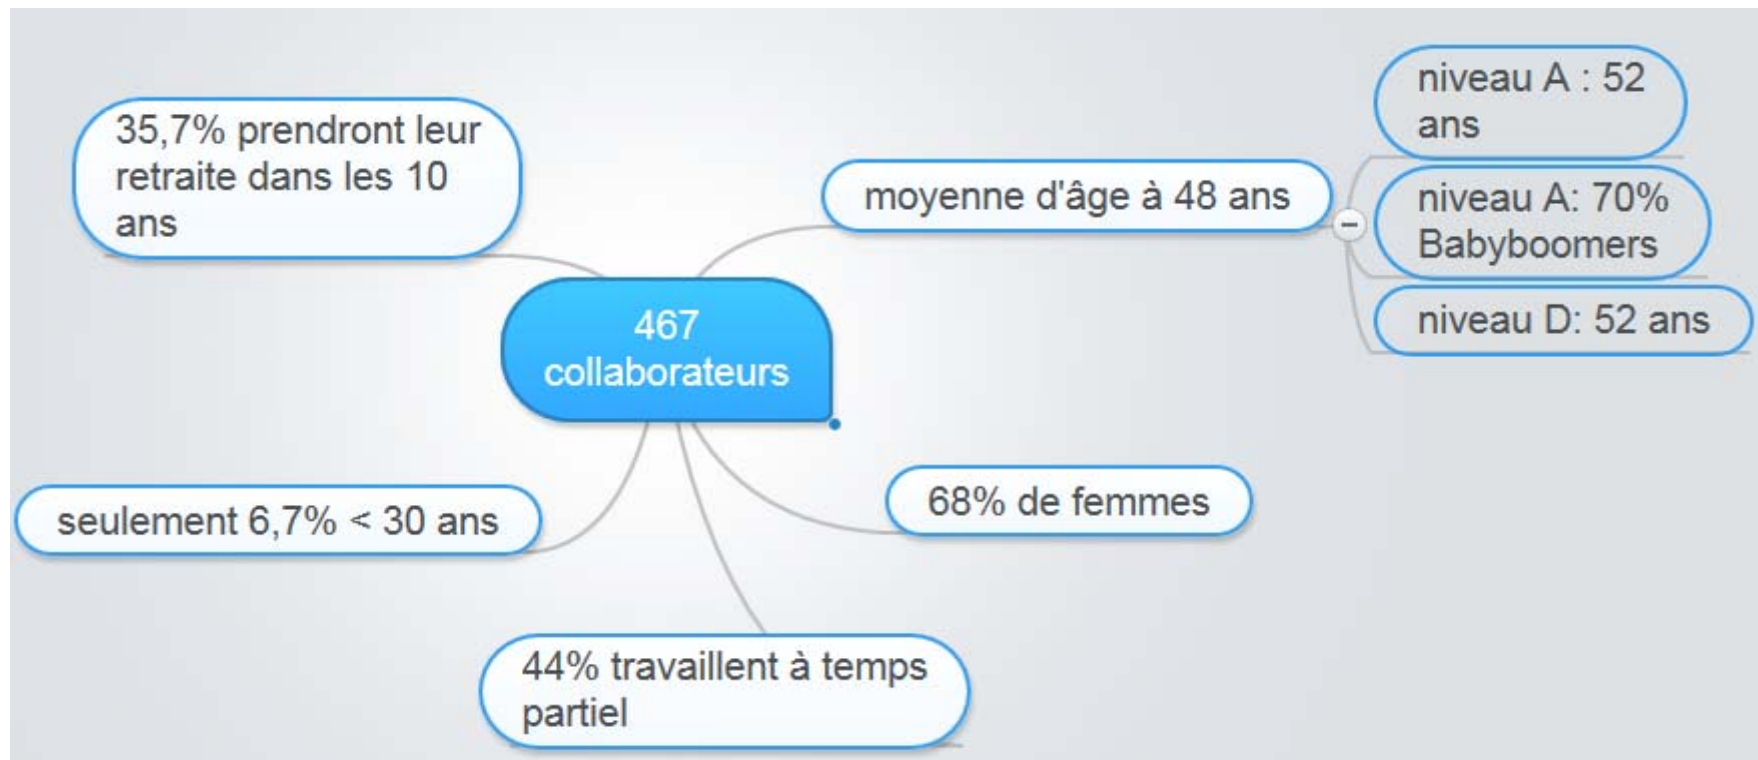 35,7% prendront leur
retraite dans les 10
ans
467
collaborateurs
moyenne d'âge à 48 ans
niveau A : 52
ans
niveau A: 70%
Babyboomers
niveau D: 52 ans
68% de femmes
44% travaillent à temps
partiel
seulement 6,7% < 30 ans